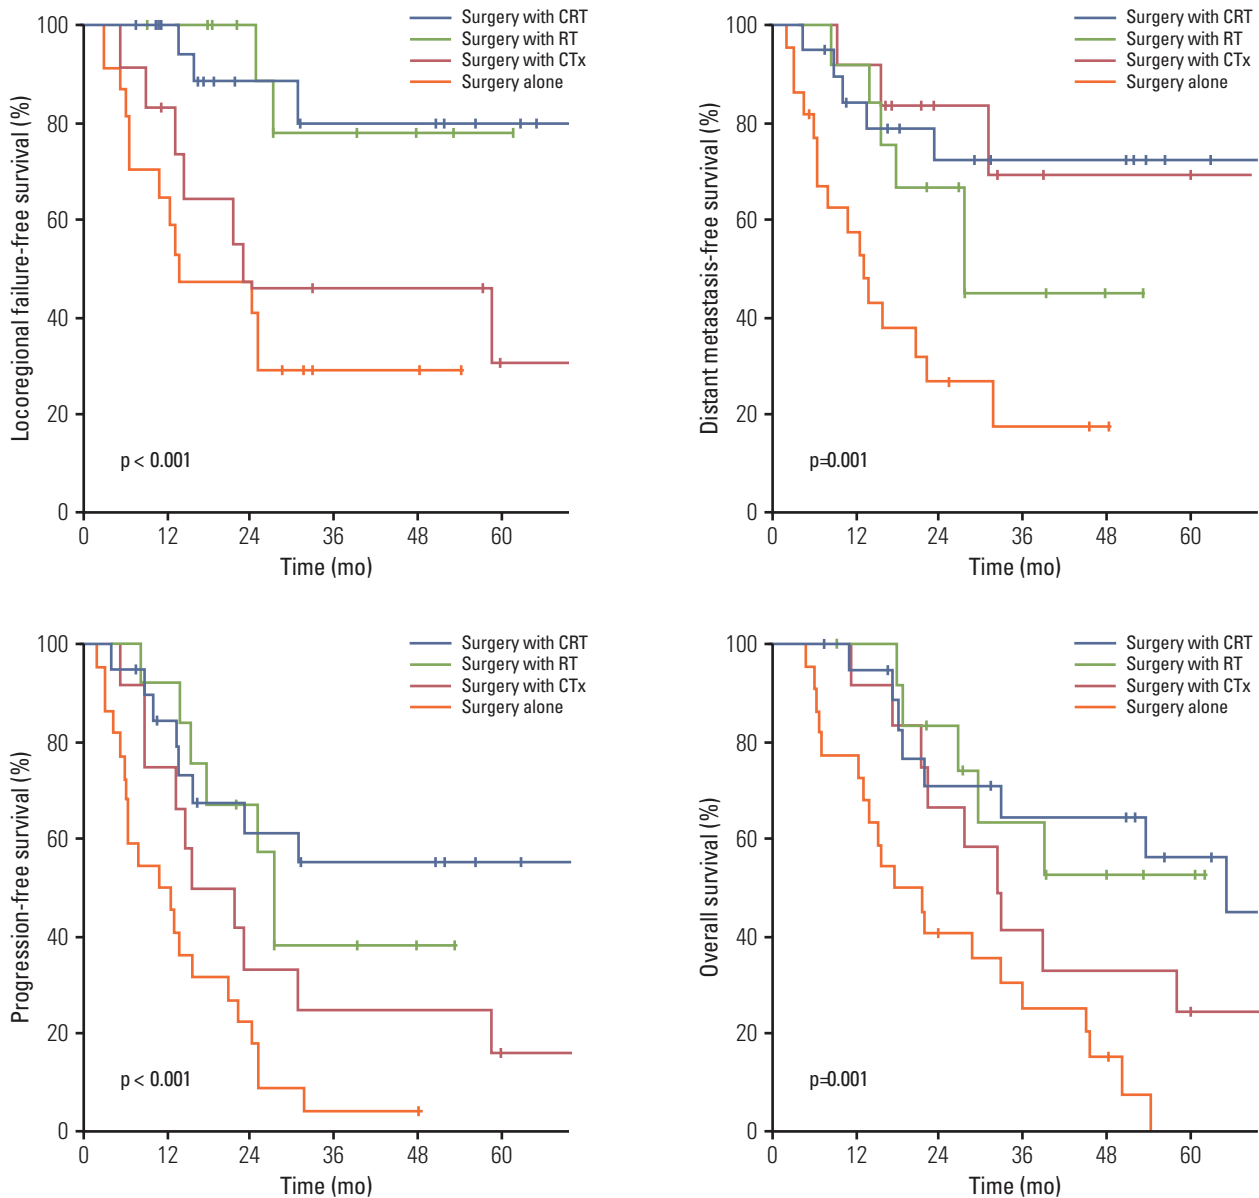 Locoregional failure-free survival (%)
100
80
60
40
20
0
Surgery with CRT
Surgery with RT
Surgery with CTx
Surgery alone
p < 0.001
0 12 24 36 48 60
Time (mo)
Distant metastasis-free survival (%)
100
80
60
40
20
0
Surgery with CRT
Surgery with RT
Surgery with CTx
Surgery alone
p=0.001
0 12 24 36 48 60
Time (mo)
Progression-free survival (%)
100
80
60
40
20
0
Surgery with CRT
Surgery with RT
Surgery with CTx
Surgery alone
p < 0.001
0 12 24 36 48 60
Time (mo)
Overall survival (%)
100
80
60
40
20
0
Surgery with CRT
Surgery with RT
Surgery with CTx
Surgery alone
p=0.001
0 12 24 36 48 60
Time (mo)